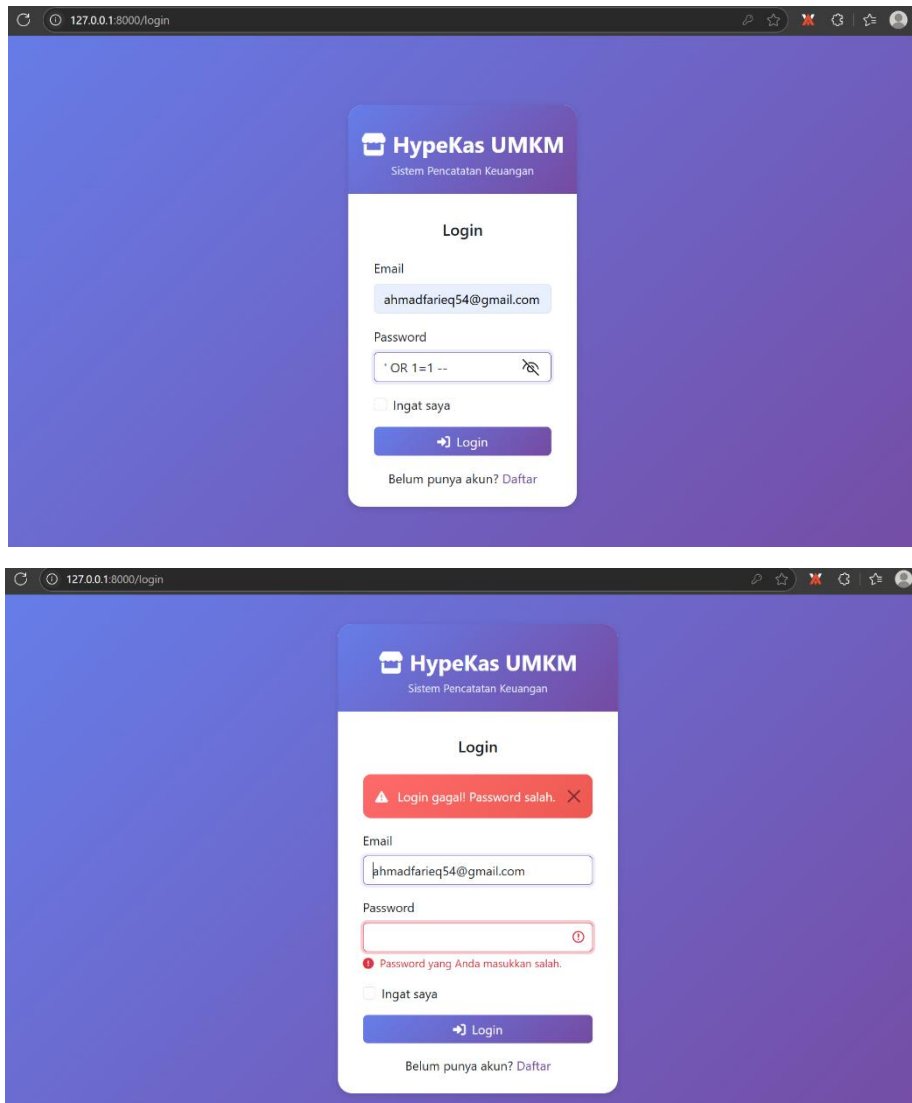 127.0.0.1:8000/login
HypeKas UMKM
Sistem Pencatatan Keuangan
Login
Email
ahmadfarieq54@gmail.com
Password
' OR 1=1 --
Ingat saya
Login
Belum punya akun? Daftar
127.0.0.1:8000/login
HypeKas UMKM
Sistem Pencatatan Keuangan
Login
Login gagal! Password salah.
Email
ahmadfarieq54@gmail.com
Password
Password yang Anda masukkan salah.
Ingat saya
Login
Belum punya akun? Daftar